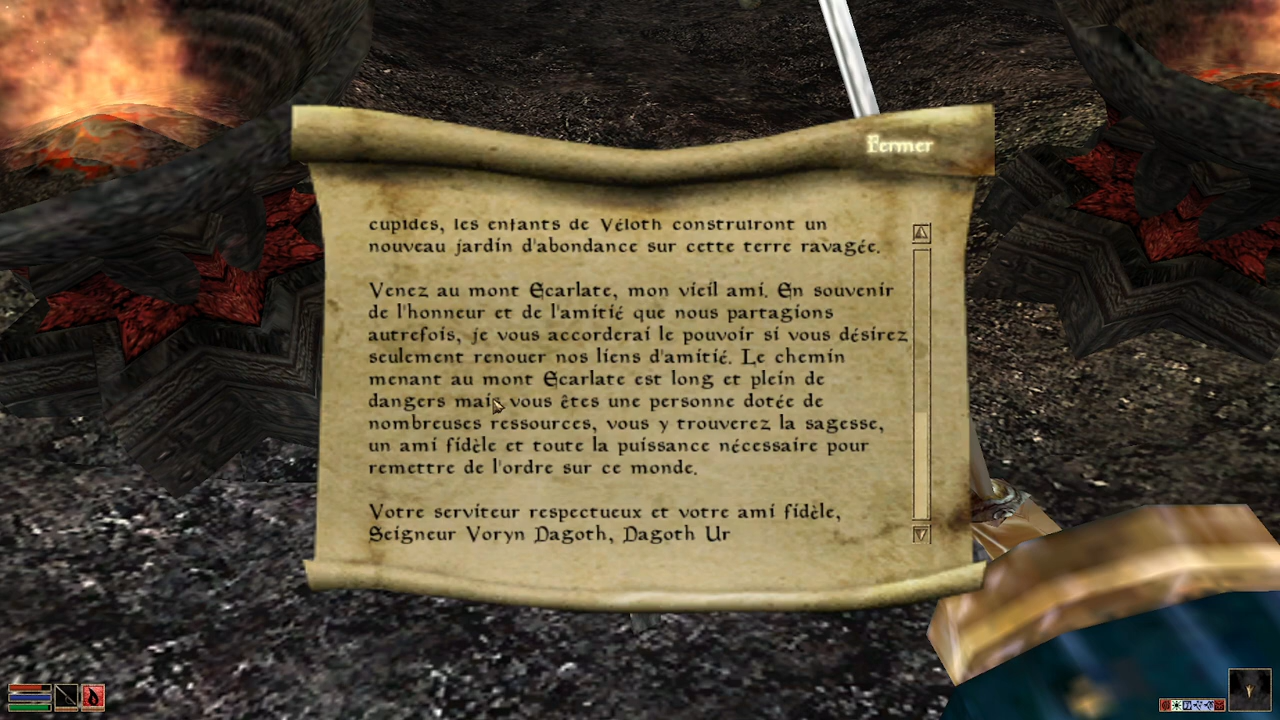 Fermer
cupides, les enfants de Véloth construiront un
nouveau jardin d'abondance sur cette terre ravagée.
Venez au mont Ecarlate, mon vieil ami. En souvenir
de l'honneur et de l'amitié que nous partagions
autrefois, je vous accorderai le pouvoir si vous désirez
seulement renouer nos liens d'amitié. Le chemin
menant au mont Ecarlate est long et plein de
dangers mais vous êtes une personne dotée de
nombreuses ressources, vous y trouverez la sagesse,
un ami fidèle et toute la puissance nécessaire pour
remettre de l'ordre sur ce monde.
Votre serviteur respectueux et votre ami fidèle,
Seigneur Voryn Dagoth, Dagoth Ur